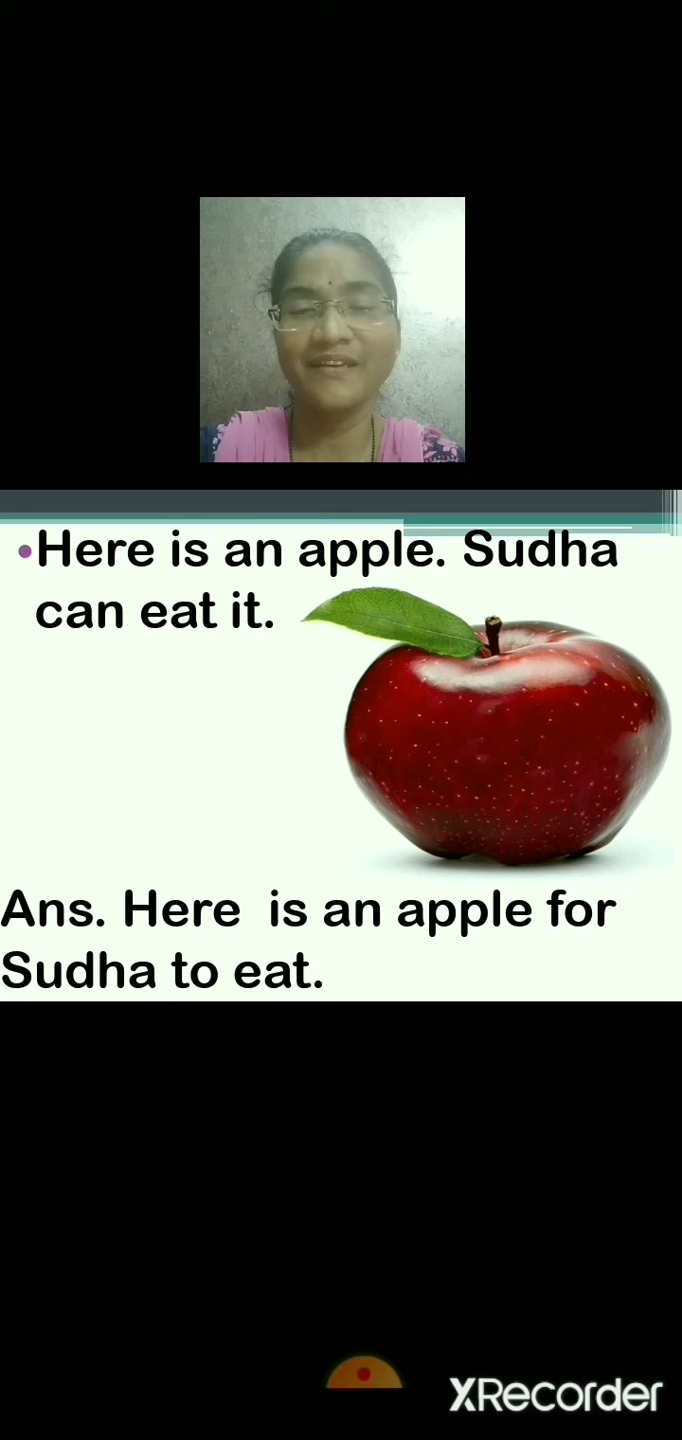 •Here is an apple. Sudha
can eat it.
Ans. Here  is an apple for
Sudha to eat.
XRecorder